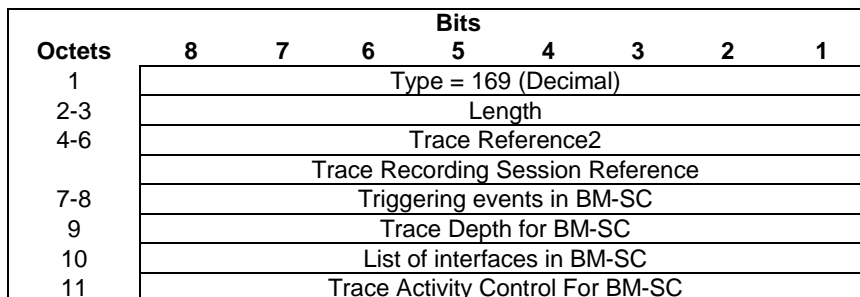 Bits
Octets 8 7 6 5 4 3 2 1
1 Type = 169 (Decimal)
2-3 Length
4-6 Trace Reference2
Trace Recording Session Reference
7-8 Triggering events in BM-SC
9 Trace Depth for BM-SC
10 List of interfaces in BM-SC
11 Trace Activity Control For BM-SC